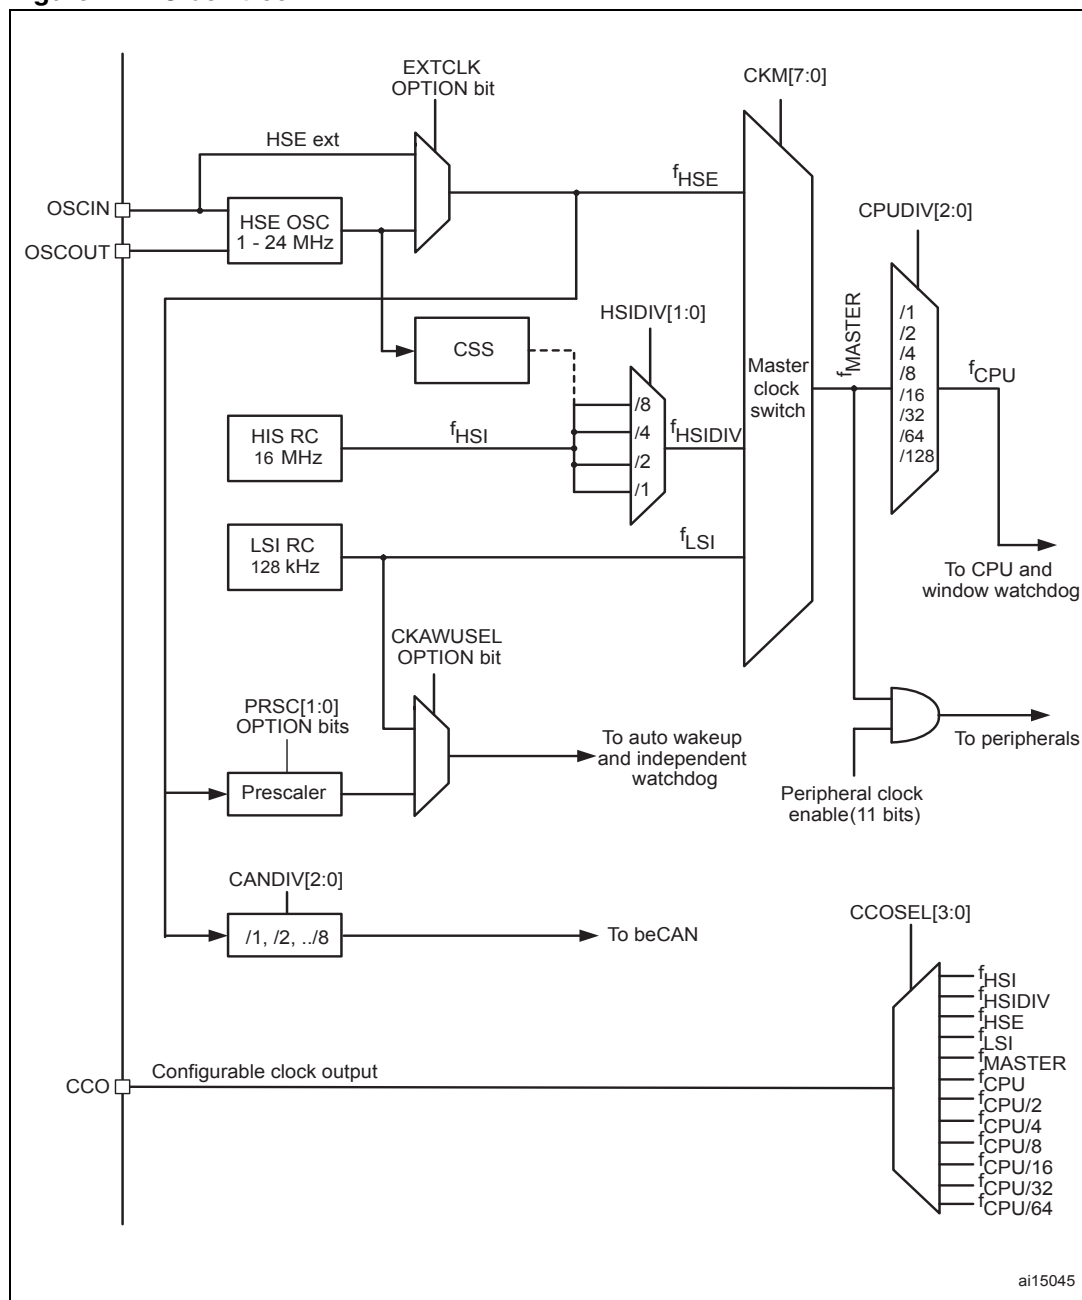 EXTCLK
OPTION bit
CKM[7:0]
HSE ext
fHSE
OSCIN
HSE OSC
1 - 24 MHz
CPUDIV[2:0]
OSCOUT
HSIDIV[1:0]
/1
/2
/4
/8
/16
/32
/64
/128
fMASTER
CSS
Master
clock
switch
fCPU
/8
/4
/2
/1
HIS RC
16 MHz
fHSI
fHSIDIV
LSI RC
128 kHz
fLSI
To CPU and
window watchdog
CKAWUSEL
OPTION bit
PRSC[1:0]
OPTION bits
To auto wakeup
and independent
watchdog
To peripherals
Prescaler
Peripheral clock
enable(11 bits)
CANDIV[2:0]
/1, /2, ../8
To beCAN
CCOSEL[3:0]
fHSI
fHSIDIV
fHSE
fLSI
fMASTER
fCPU
fCPU/2
fCPU/4
fCPU/8
fCPU/16
fCPU/32
fCPU/64
CCO
Configurable clock output
ai15045